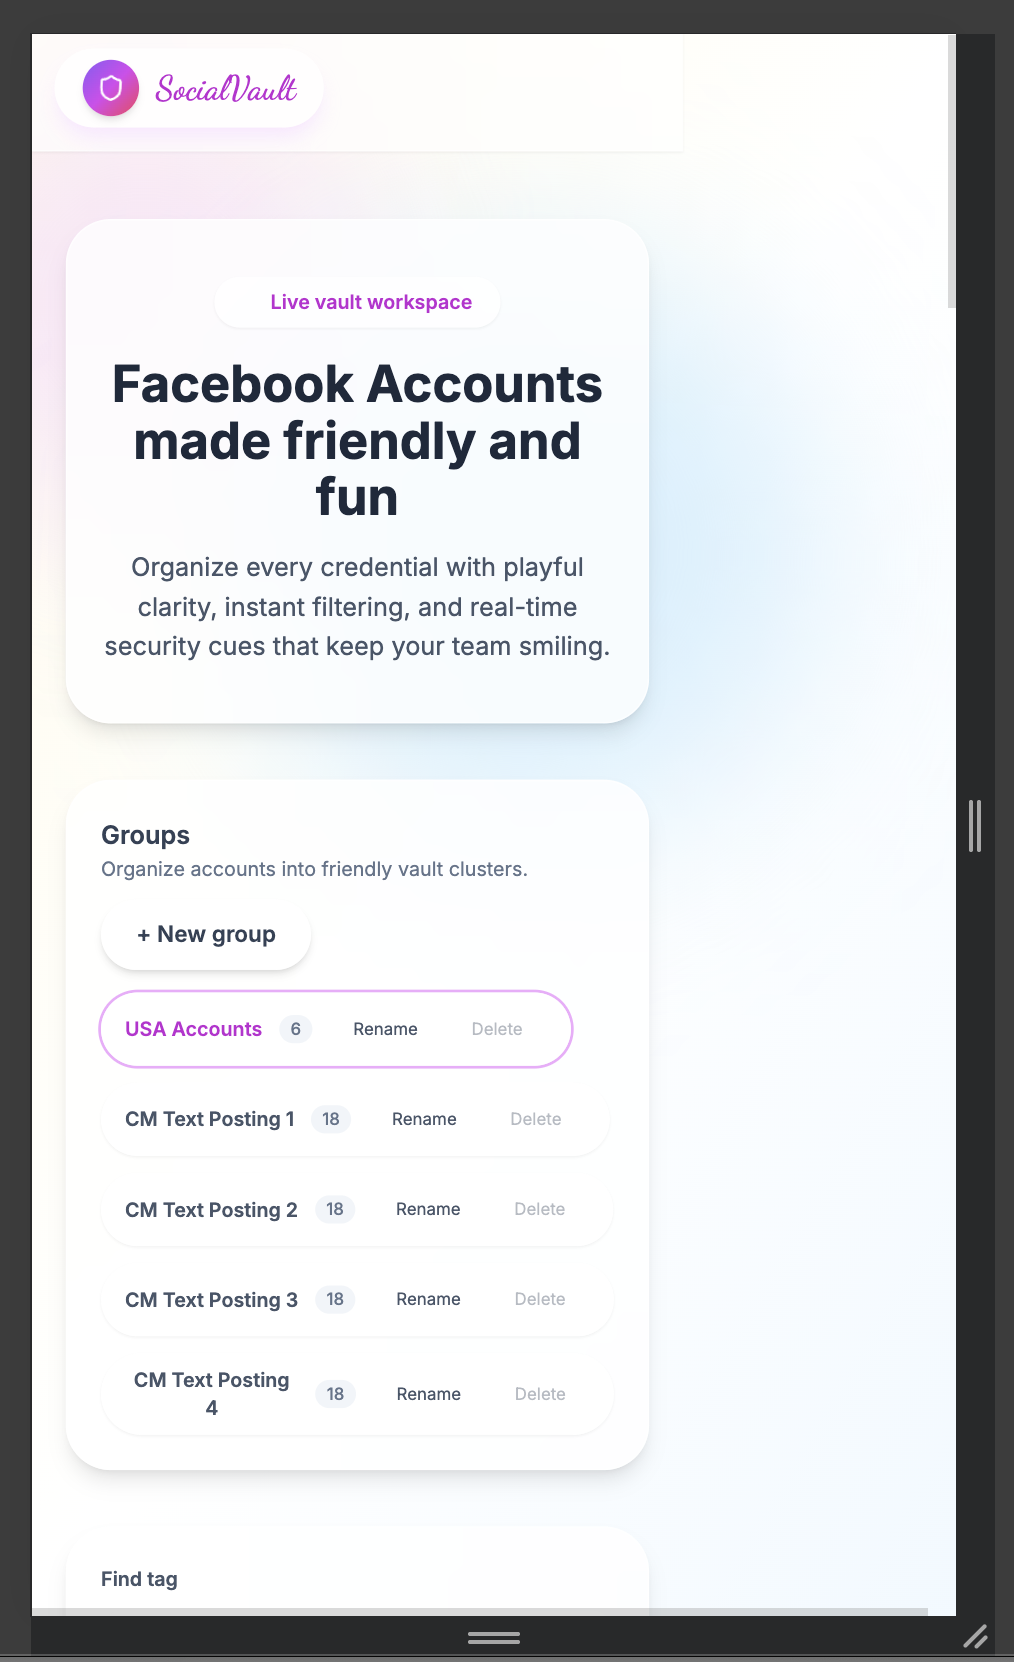 SocialVault
Live vault workspace
Facebook Accounts
made friendly and
fun
Organize every credential with playful
clarity, instant filtering, and real-time
security cues that keep your team smiling.
Groups
Organize accounts into friendly vault clusters.
+ New group
USA Accounts 6 Rename Delete
CM Text Posting 1 18 Rename Delete
CM Text Posting 2 18 Rename Delete
CM Text Posting 3 18 Rename Delete
CM Text Posting
4 18 Rename Delete
Find tag